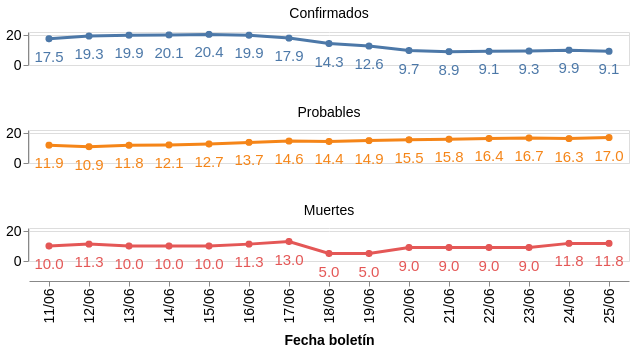 Confirmados
20
0
17.5 19.3 19.9 20.1 20.4 19.9 17.9 14.3 12.6 9.7 8.9 9.1 9.3 9.9 9.1
Probables
20
0
11.9 10.9 11.8 12.1 12.7 13.7 14.6 14.4 14.9 15.5 15.8 16.4 16.7 16.3 17.0
Muertes
20
0
10.0 11.3 10.0 10.0 10.0 11.3 13.0 5.0 5.0 9.0 9.0 9.0 9.0 11.8 11.8
11/06 12/06 13/06 14/06 15/06 16/06 17/06 18/06 19/06 20/06 21/06 22/06 23/06 24/06 25/06
Fecha boletín